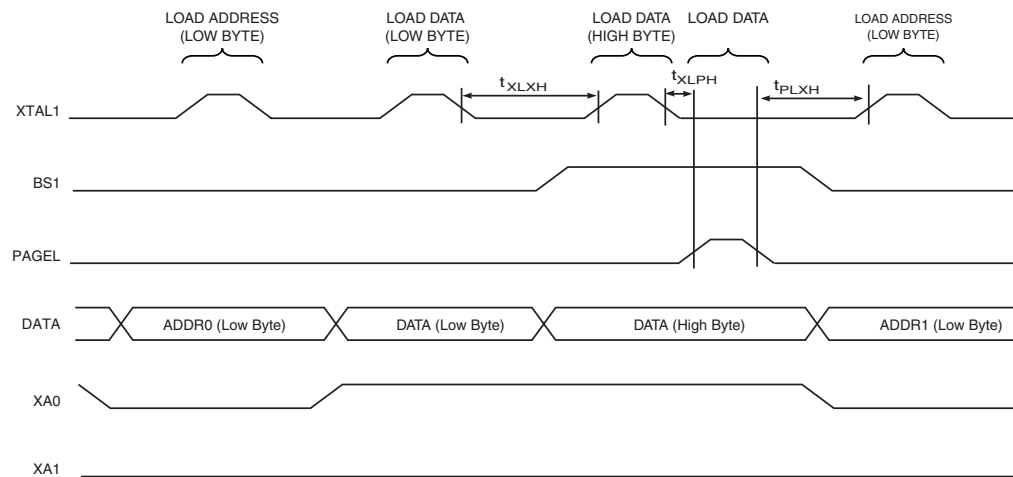 LOAD ADDRESS
(LOW BYTE)
LOAD DATA
(LOW BYTE)
LOAD DATA
(HIGH BYTE)
LOAD DATA
LOAD ADDRESS
(LOW BYTE)
tXLXH
tXLPH
tPLXH
XTAL1
BS1
PAGEL
DATA
ADDR0 (Low Byte)
DATA (Low Byte)
DATA (High Byte)
ADDR1 (Low Byte)
XA0
XA1